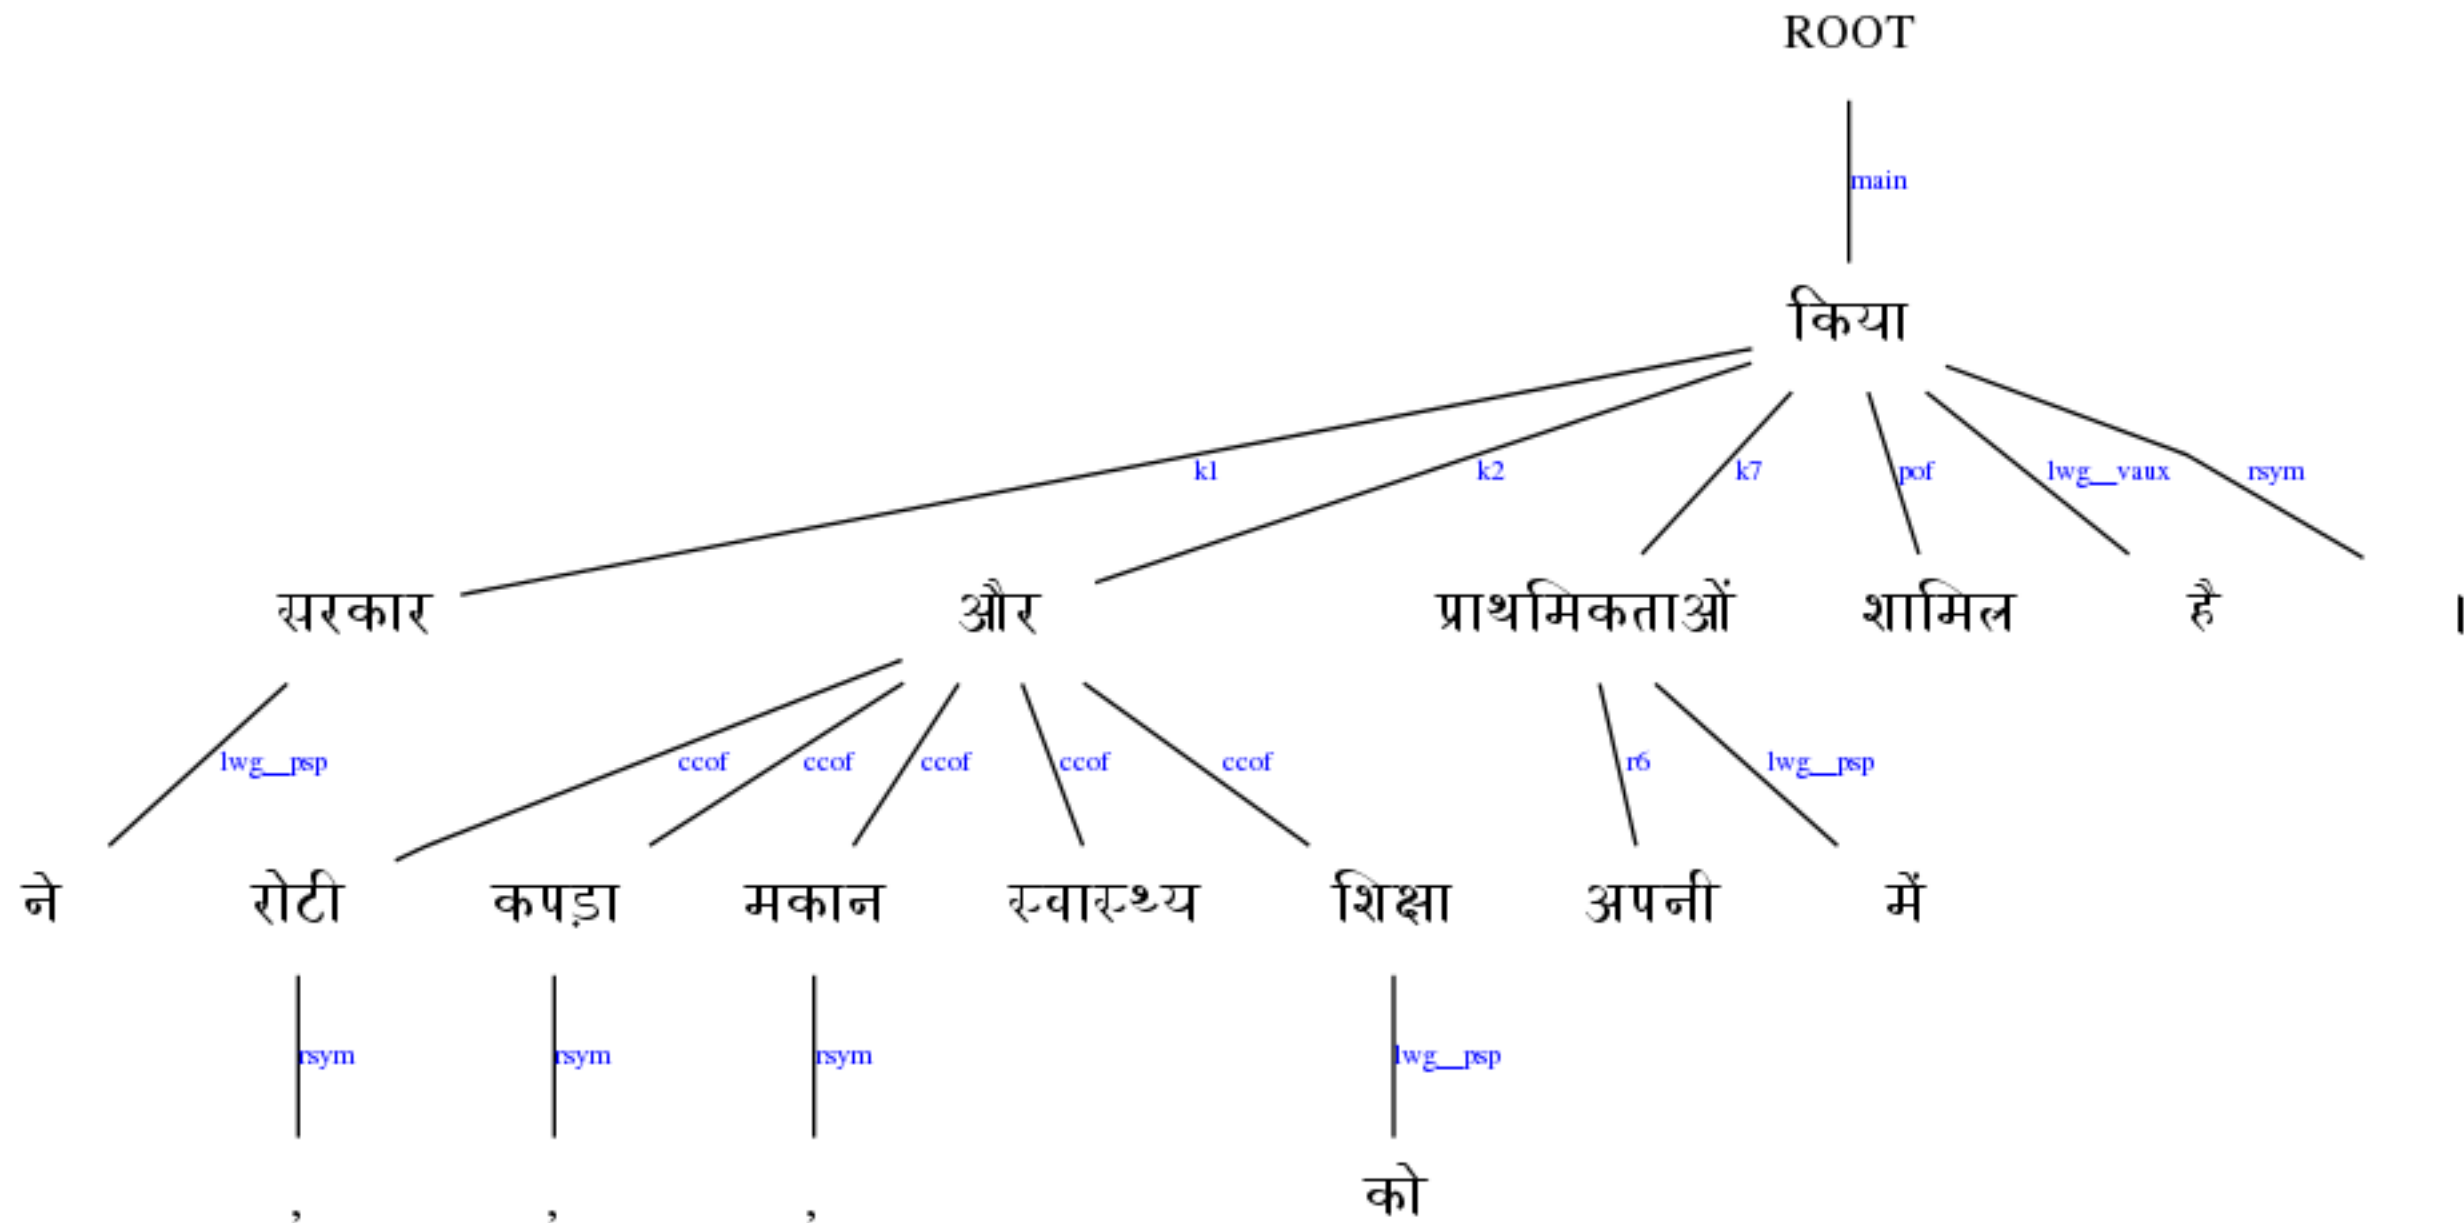 ROOT
main
किया
k1 k2 k7 pof lwg__vaux rsym
सरकार और प्राथमिकताओं शामिल है ।
lwg__psp ccof ccof ccof ccof ccof r6 lwg__psp
ने रोटी कपड़ा मकान स्वास्थ्य शिक्षा अपनी में
rsym rsym rsym lwg__psp
, , , को